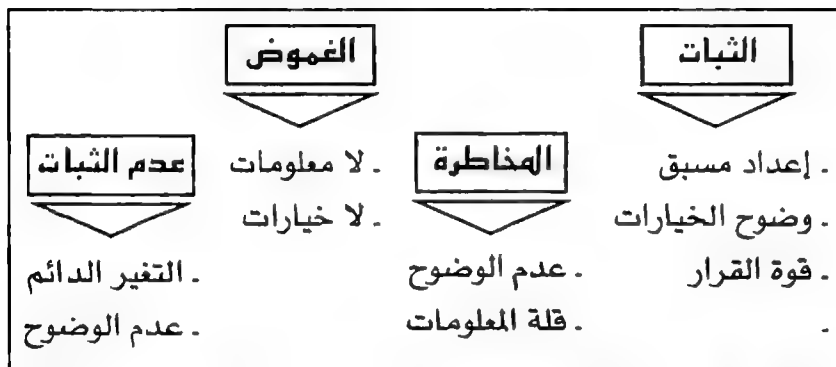 الثبات
. إعداد مسبق
. وضوح الخيارات
. قوة القرار
.
المخاطرة
. عدم الوضوح
. قلة المعلومات
الغموض
. لا معلومات
. لا خيارات
عدم الثبات
. التغير الدائم
. عدم الوضوح